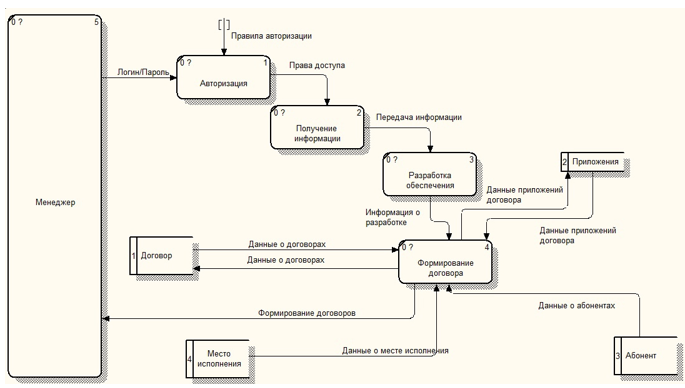 0 ? 5
[ ]
Правила авторизации
0 ? 1
Авторизация
Логин/Пароль
Права доступа
0 ? 2
Получение
информации
Передача информации
0 ? 3
Разработка
обеспечения
2 Приложения
Менеджер
Информация о
разработке
Данные приложений
договора
Данные приложений
договора
1 Договор
Данные о договорах
Данные о договорах
0 ? 4
Формирование
договора
Формирование договоров
Данные о абонентах
4 Место
исполнения
Данные о месте исполнения
3 Абонент